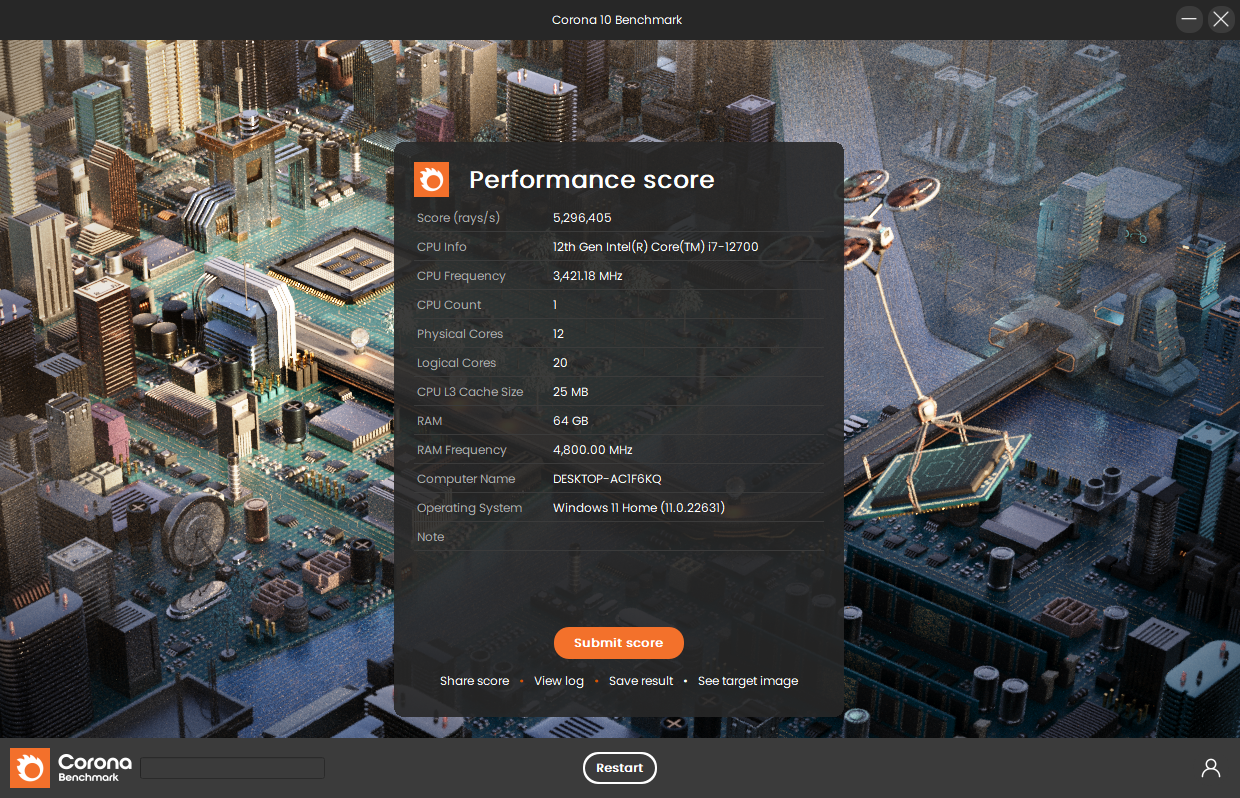 Corona 10 Benchmark
Performance score
Score (rays/s) 5,296,405
CPU Info 12th Gen Intel(R) Core(TM) i7-12700
CPU Frequency 3,421.18 MHz
CPU Count 1
Physical Cores 12
Logical Cores 20
CPU L3 Cache Size 25 MB
RAM 64 GB
RAM Frequency 4,800.00 MHz
Computer Name DESKTOP-AC1F6KQ
Operating System Windows 11 Home (11.0.22631)
Note
Submit score
Share score • View log • Save result • See target image
Corona
Benchmark
Restart